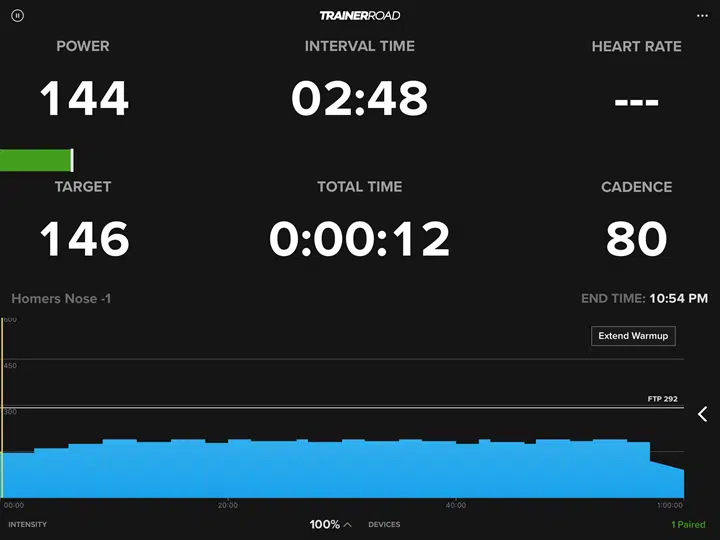 TRAINERROAD
POWER INTERVAL TIME HEART RATE
144 02:48 ---
TARGET TOTAL TIME CADENCE
146 0:00:12 80
Homers Nose -1 END TIME: 10:54 PM
600
Extend Warmup
450
FTP 292
300
00:00 20:00 40:00 1:00:00
INTENSITY 100% DEVICES 1 Paired